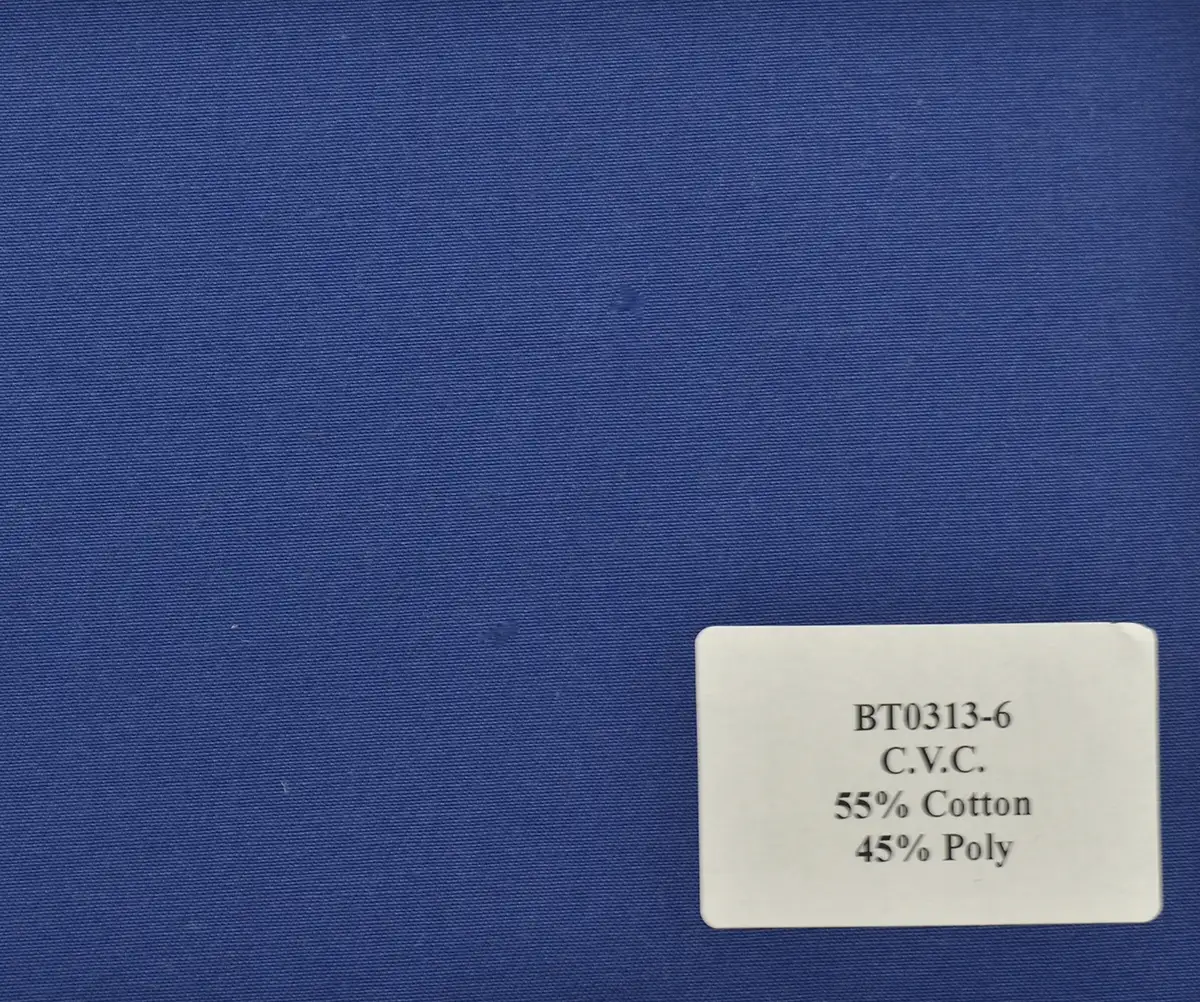 BT0313-6
C.V.C.
55% Cotton
45% Poly